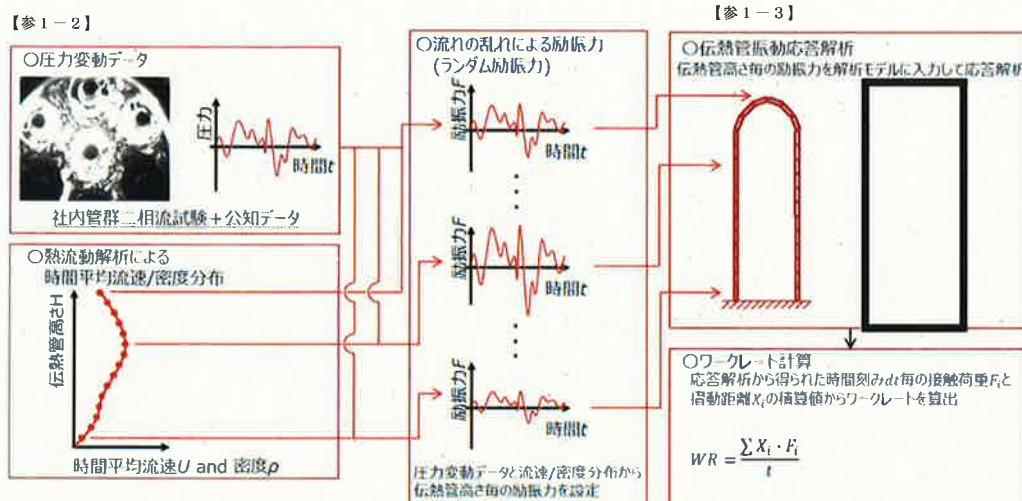 【参1-2】
○圧力変動データ
圧力
時間t
社内管群二相流試験+公知データ
○熱流動解析による
時間平均流速/密度分布
伝熱管高さH
時間平均流速U and 密度ρ
○流れの乱れによる励振力
(ランダム励振力)
励振力F
時間t
励振力F
時間t
励振力F
時間t
圧力変動データと流速/密度分布から
伝熱管高さ毎の励振力を設定
【参1-3】
○伝熱管振動応答解析
伝熱管高さ毎の励振力を解析モデルに入力して応答解析
○ワークレート計算
応答解析から得られた時間刻みdt毎の接触荷重Fiと
摺動距離Xiの積算値からワークレートを算出
WR = ∑ Xi · Fi / t